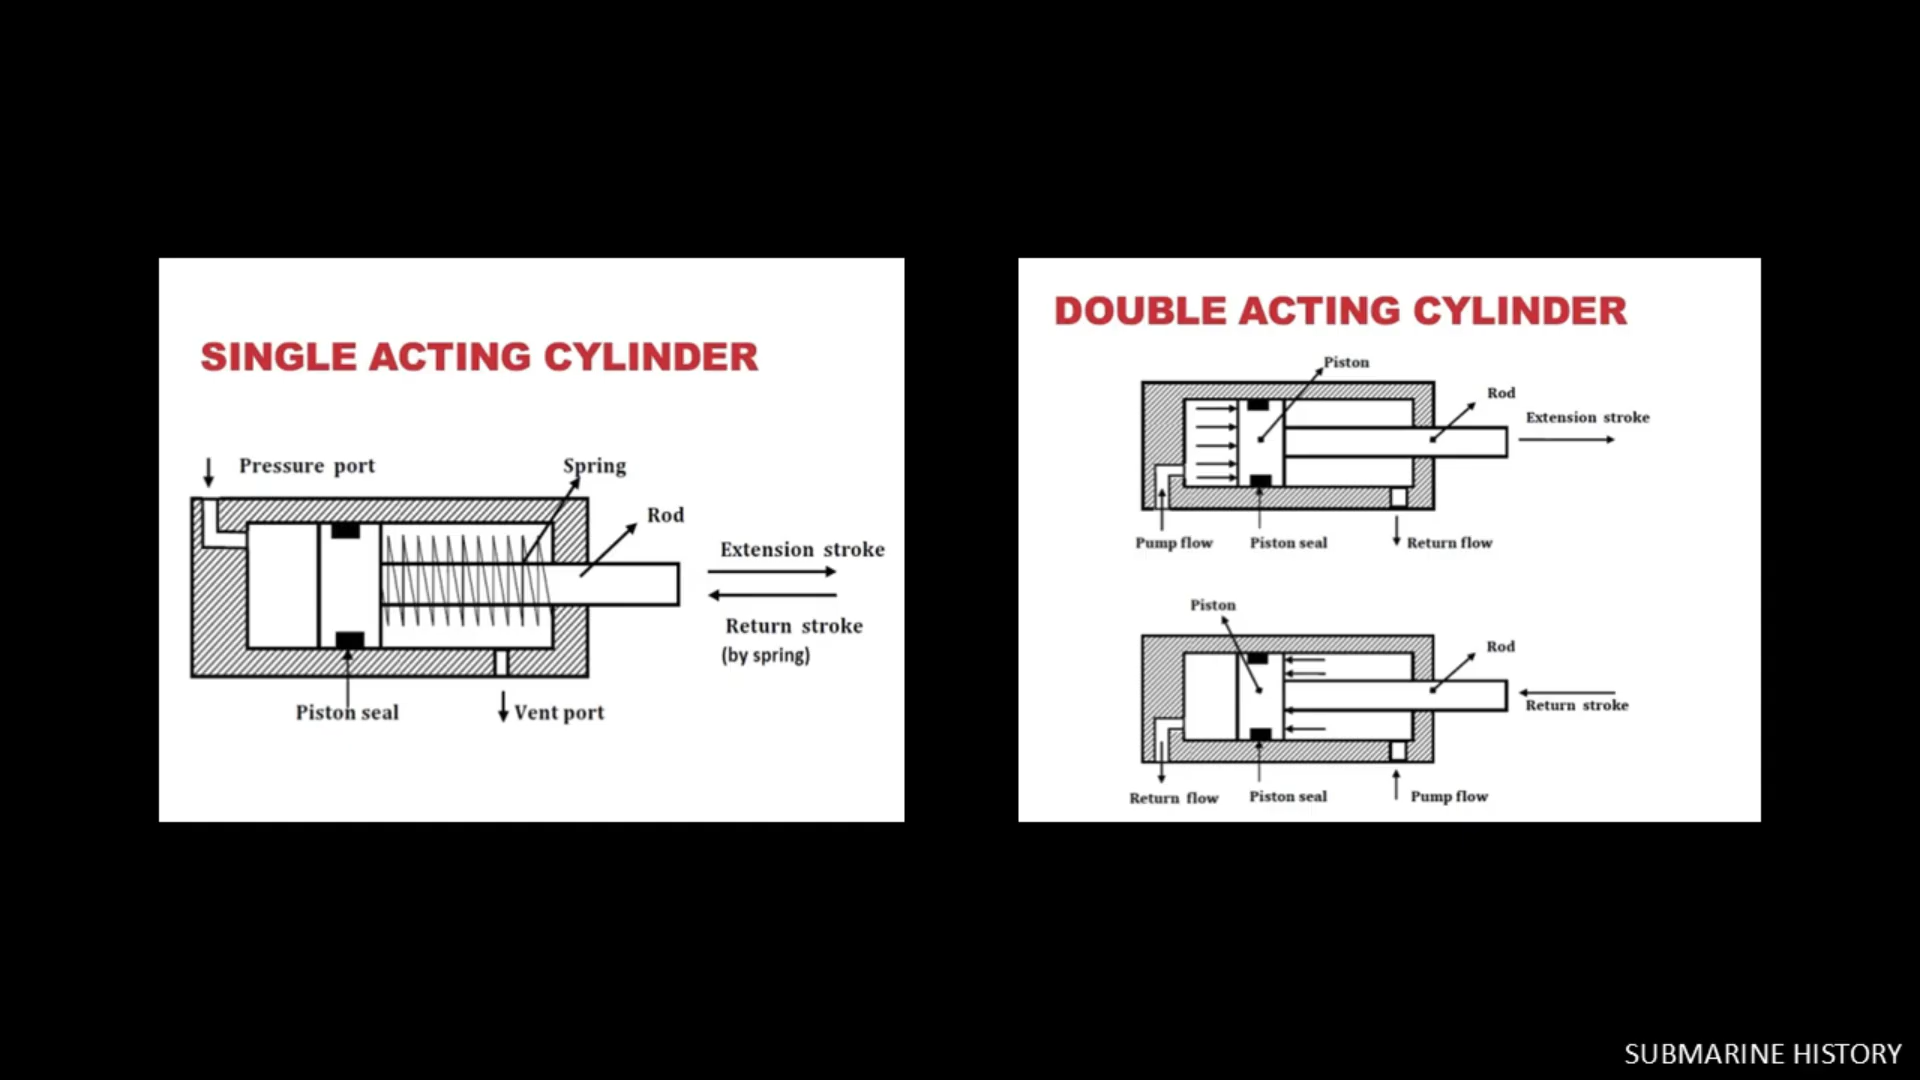 SINGLE ACTING CYLINDER
Pressure port
Spring
Rod
Extension stroke
Return stroke
(by spring)
Piston seal
Vent port
DOUBLE ACTING CYLINDER
Piston
Rod
Extension stroke
Pump flow
Piston seal
Return flow
Piston
Rod
Return stroke
Return flow
Piston seal
Pump flow
SUBMARINE HISTORY